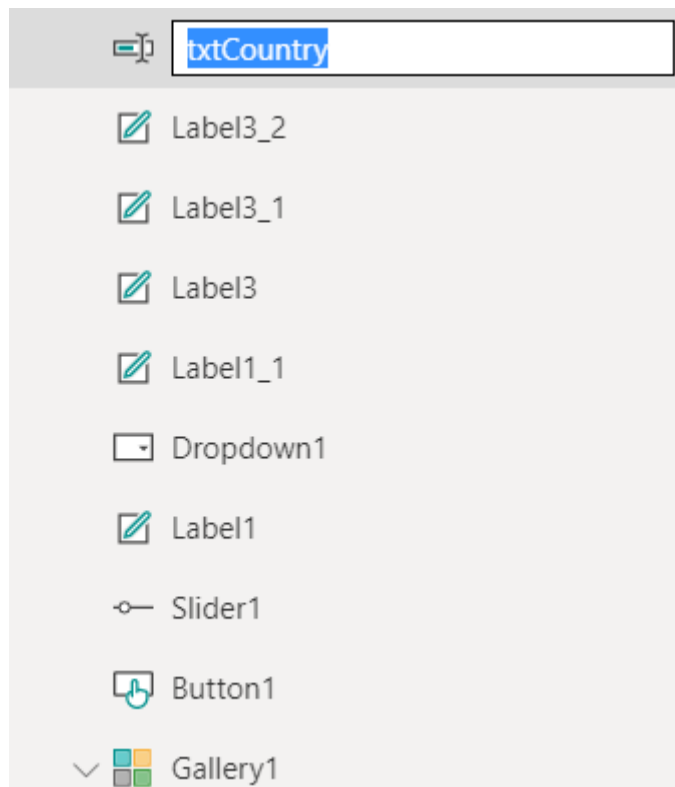 txtCountry
Label3_2
Label3_1
Label3
Label1_1
Dropdown1
Label1
Slider1
Button1
Gallery1